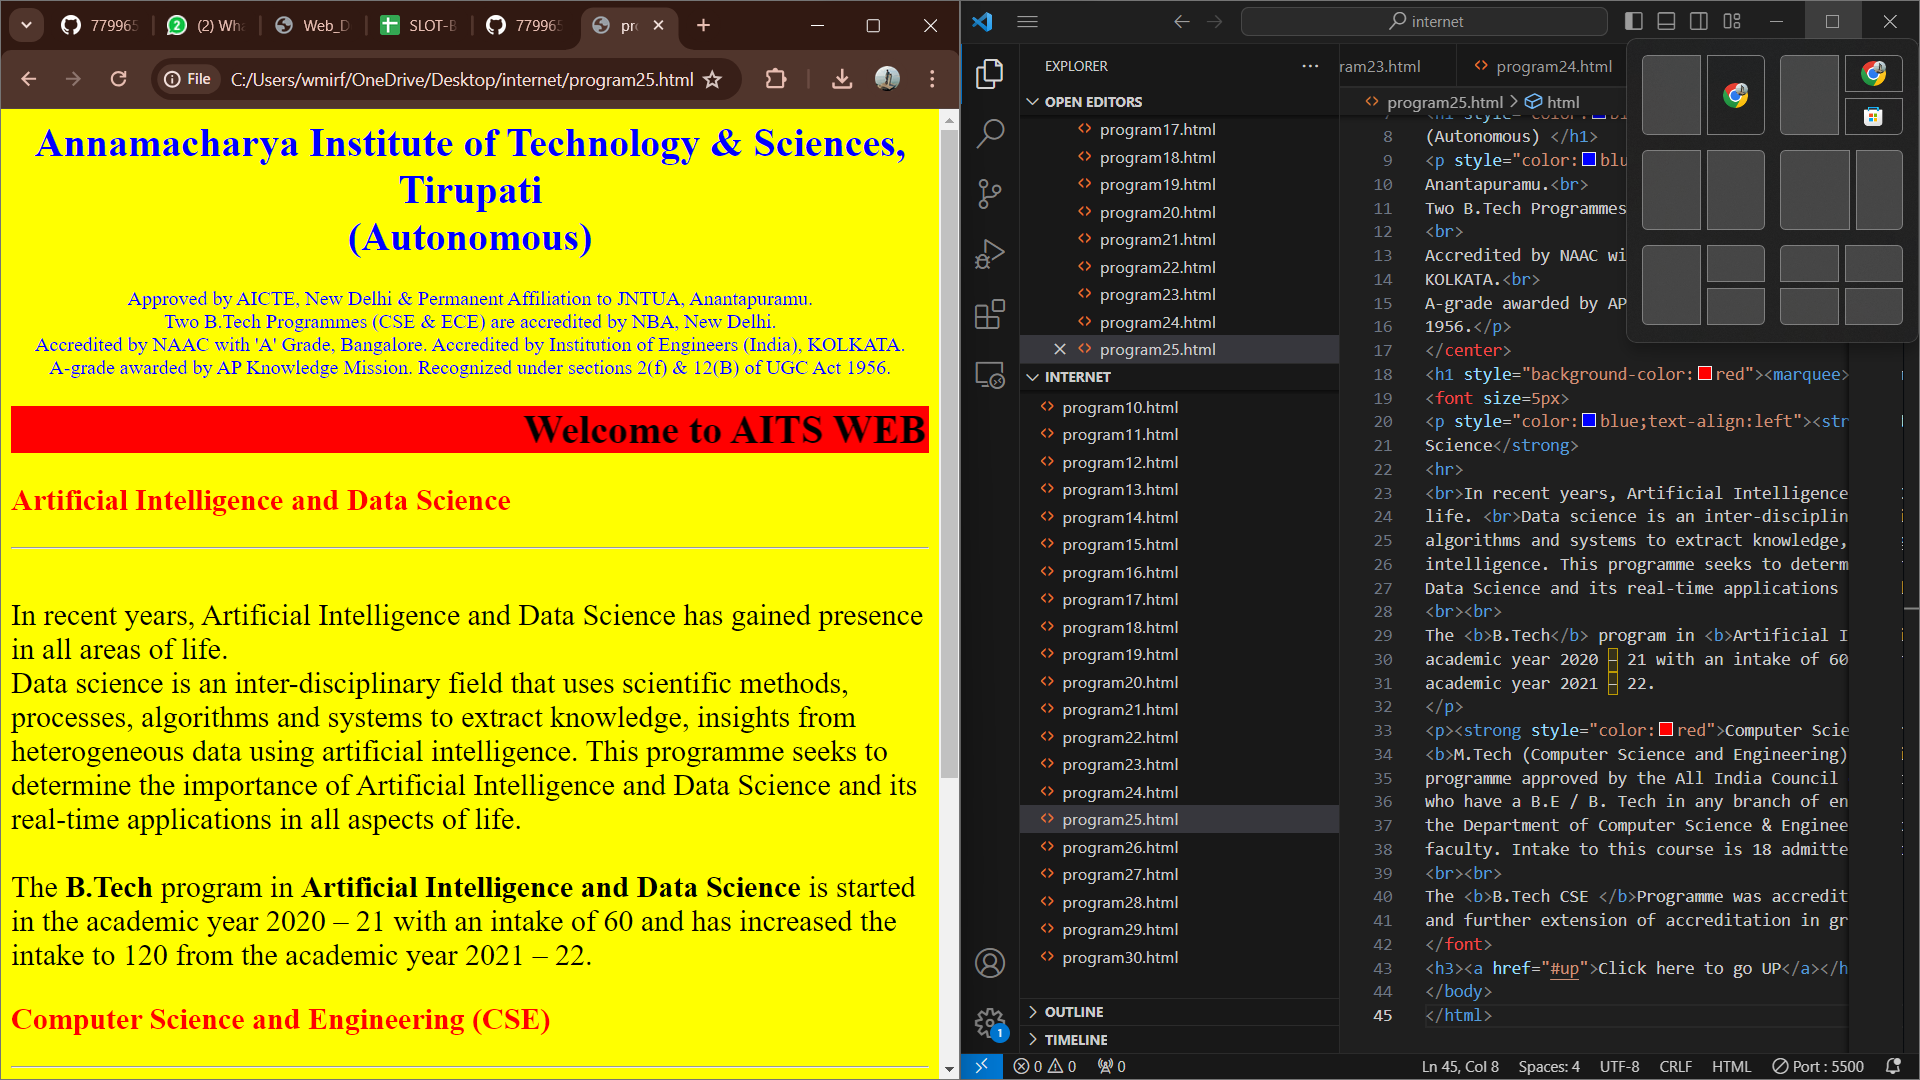 779965
(2) Wha
Web_D
SLOT-B
779965
pr
File
C:/Users/wmirf/OneDrive/Desktop/internet/program25.html
Annamacharya Institute of Technology & Sciences,
Tirupati
(Autonomous)
Approved by AICTE, New Delhi & Permanent Affiliation to JNTUA, Anantapuramu.
Two B.Tech Programmes (CSE & ECE) are accredited by NBA, New Delhi.
Accredited by NAAC with 'A' Grade, Bangalore. Accredited by Institution of Engineers (India), KOLKATA.
A-grade awarded by AP Knowledge Mission. Recognized under sections 2(f) & 12(B) of UGC Act 1956.
Welcome to AITS WEB
Artificial Intelligence and Data Science
In recent years, Artificial Intelligence and Data Science has gained presence
in all areas of life.
Data science is an inter-disciplinary field that uses scientific methods,
processes, algorithms and systems to extract knowledge, insights from
heterogeneous data using artificial intelligence. This programme seeks to
determine the importance of Artificial Intelligence and Data Science and its
real-time applications in all aspects of life.
The B.Tech program in Artificial Intelligence and Data Science is started
in the academic year 2020 – 21 with an intake of 60 and has increased the
intake to 120 from the academic year 2021 – 22.
Computer Science and Engineering (CSE)
internet
EXPLORER
OPEN EDITORS
program17.html
program18.html
program19.html
program20.html
program21.html
program22.html
program23.html
program24.html
program25.html
INTERNET
program10.html
program11.html
program12.html
program13.html
program14.html
program15.html
program16.html
program17.html
program18.html
program19.html
program20.html
program21.html
program22.html
program23.html
program24.html
program25.html
program26.html
program27.html
program28.html
program29.html
program30.html
OUTLINE
TIMELINE
ram23.html
program24.html
program25.html > html
8 (Autonomous) </h1>
9 <p style="color:blu
10 Anantapuramu.<br>
11 Two B.Tech Programmes
12 <br>
13 Accredited by NAAC wi
14 KOLKATA.<br>
15 A-grade awarded by AP
16 1956.</p>
17 </center>
18 <h1 style="background-color:red"><marquee>
19 <font size=5px>
20 <p style="color:blue;text-align:left"><str
21 Science</strong>
22 <hr>
23 <br>In recent years, Artificial Intelligence
24 life. <br>Data science is an inter-disciplin
25 algorithms and systems to extract knowledge,
26 intelligence. This programme seeks to determ
27 Data Science and its real-time applications
28 <br><br>
29 The <b>B.Tech</b> program in <b>Artificial I
30 academic year 2020 – 21 with an intake of 60
31 academic year 2021 – 22.
32 </p>
33 <p><strong style="color:red">Computer Scie
34 <b>M.Tech (Computer Science and Engineering)
35 programme approved by the All India Council
36 who have a B.E / B. Tech in any branch of en
37 the Department of Computer Science & Enginee
38 faculty. Intake to this course is 18 admitte
39 <br><br>
40 The <b>B.Tech CSE </b>Programme was accredit
41 and further extension of accreditation in gr
42 </font>
43 <h3><a href="#up">Click here to go UP</a></h
44 </body>
45 </html>
1
0 0
0
Ln 45, Col 8
Spaces: 4
UTF-8
CRLF
HTML
Port : 5500